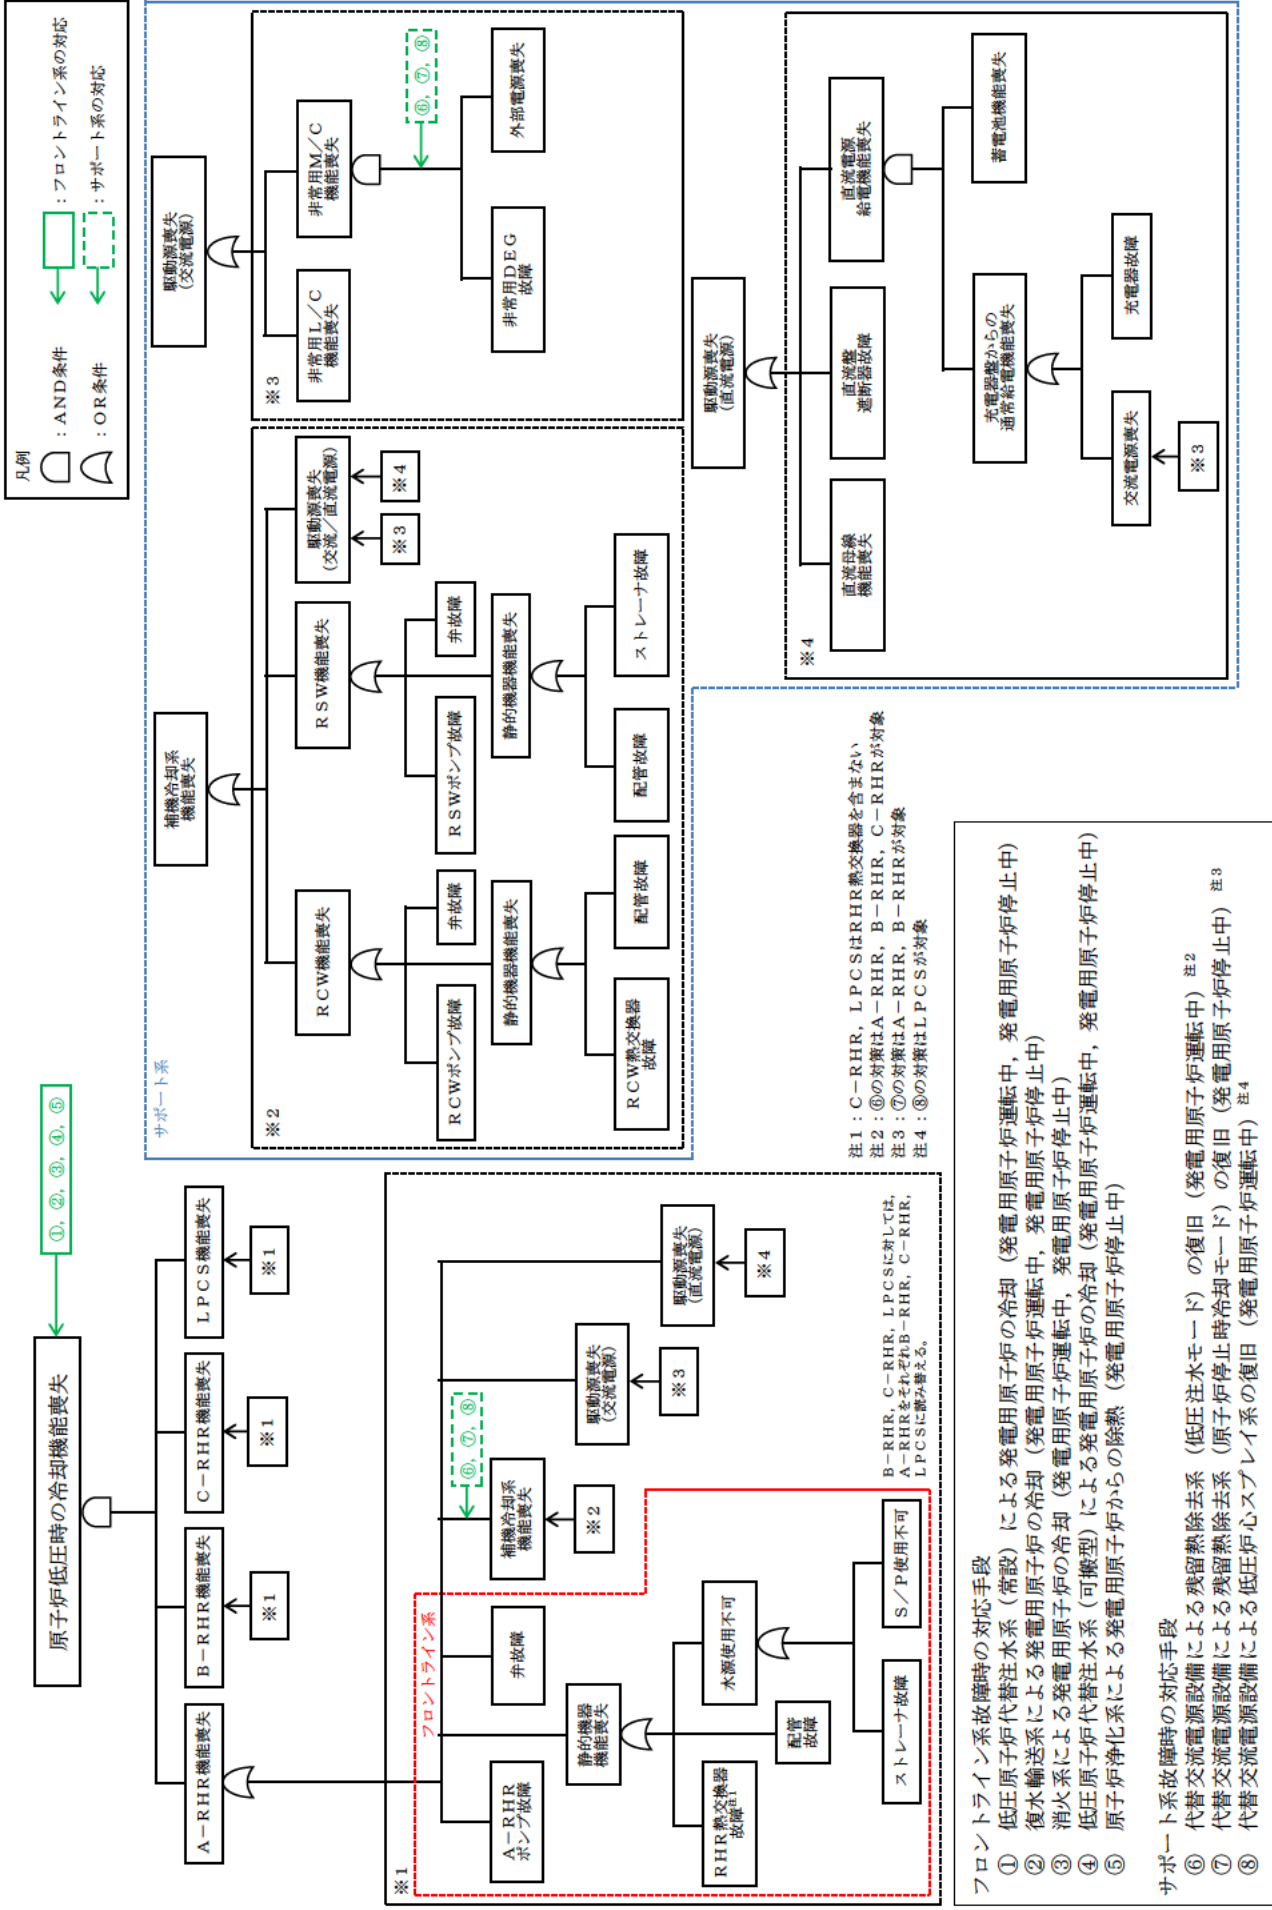 原子炉低圧時の冷却機能喪失
①, ②, ③, ④, ⑤
A-RHR機能喪失
B-RHR機能喪失
※1
C-RHR機能喪失
※1
LPCS機能喪失
※1
凡例
:AND条件
:OR条件
:フロントライン系の対応
:サポート系の対応
※1
フロントライン系
A-RHR
ポンプ故障
静的機器
機能喪失
弁故障
補機冷却系
機能喪失
※2
⑥, ⑦, ⑧
駆動源喪失
(交流電源)
※3
駆動源喪失
(直流電源)
※4
RHR熱交換器
故障注1
配管
故障
水源使用不可
ストレーナ故障
S/P使用不可
B-RHR, C-RHR, LPCSに対しては,
A-RHRをそれぞれB-RHR, C-RHR,
LPCSに読み替える。
サポート系
補機冷却系
機能喪失
※2
RCW機能喪失
RCWポンプ故障
弁故障
静的機器機能喪失
RCW熱交換器
故障
配管故障
RSW機能喪失
RSWポンプ故障
弁故障
静的機器機能喪失
配管故障
ストレーナ故障
駆動源喪失
(交流/直流電源)
※3
※4
駆動源喪失
(交流電源)
※3
非常用L/C
機能喪失
非常用M/C
機能喪失
⑥, ⑦, ⑧
非常用DEG
故障
外部電源喪失
駆動源喪失
(直流電源)
※4
直流母線
機能喪失
直流盤
遮断器故障
直流電源
給電機能喪失
充電器盤からの
通常給電機能喪失
蓄電池機能喪失
交流電源喪失
※3
充電器故障
注1:C-RHR, LPCSはRHR熱交換器を含まない
注2:⑥の対策はA-RHR, B-RHR, C-RHRが対象
注3:⑦の対策はA-RHR, B-RHRが対象
注4:⑧の対策はLPCSが対象
フロントライン系故障時の対応手段
① 低圧原子炉代替注水系(常設)による発電用原子炉の冷却(発電用原子炉運転中, 発電用原子炉停止中)
② 復水輸送系による発電用原子炉の冷却(発電用原子炉運転中, 発電用原子炉停止中)
③ 消火系による発電用原子炉の冷却(発電用原子炉運転中, 発電用原子炉停止中)
④ 低圧原子炉代替注水系(可搬型)による発電用原子炉の冷却(発電用原子炉運転中, 発電用原子炉停止中)
⑤ 原子炉浄化系による発電用原子炉からの除熱(発電用原子炉停止中)
サポート系故障時の対応手段
⑥ 代替交流電源設備による残留熱除去系(低圧注水モード)の復旧(発電用原子炉運転中)注2
⑦ 代替交流電源設備による残留熱除去系(原子炉停止時冷却モード)の復旧(発電用原子炉停止中)注3
⑧ 代替交流電源設備による低圧炉心スプレイ系の復旧(発電用原子炉運転中)注4